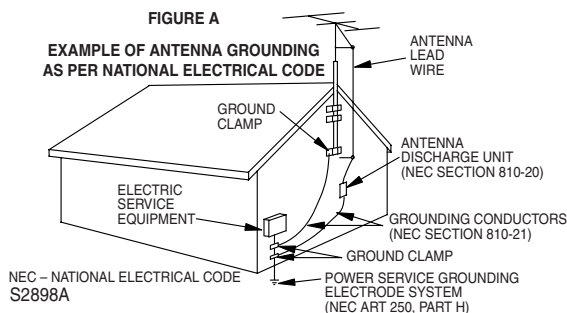 FIGURE A
EXAMPLE OF ANTENNA GROUNDING
AS PER NATIONAL ELECTRICAL CODE
ANTENNA
LEAD
WIRE
GROUND
CLAMP
ANTENNA
DISCHARGE UNIT
(NEC SECTION 810-20)
ELECTRIC
SERVICE
EQUIPMENT
GROUNDING CONDUCTORS
(NEC SECTION 810-21)
GROUND CLAMP
POWER SERVICE GROUNDING
ELECTRODE SYSTEM
(NEC ART 250, PART H)
NEC – NATIONAL ELECTRICAL CODE
S2898A